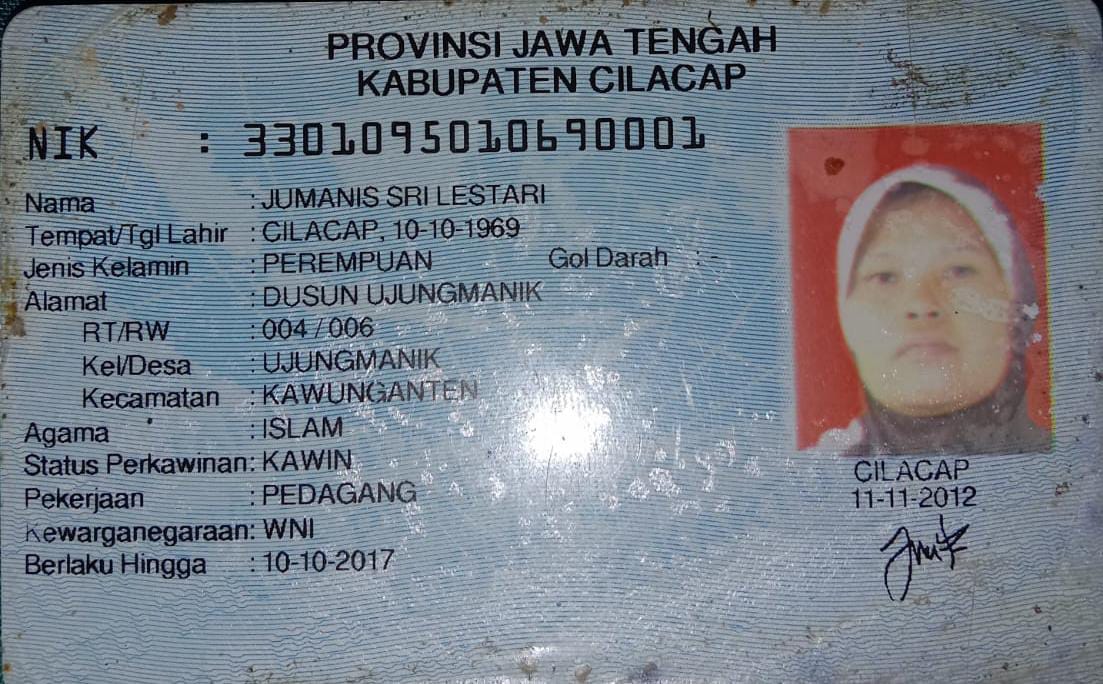 PROVINSI JAWA TENGAH
KABUPATEN CILACAP
NIK : 3301095010690001
Nama : JUMANIS SRI LESTARI
Tempat/Tgl Lahir : CILACAP, 10-10-1969
Jenis Kelamin : PEREMPUAN Gol Darah : -
Alamat : DUSUN UJUNGMANIK
RT/RW : 004 / 006
Kel/Desa : UJUNGMANIK
Kecamatan : KAWUNGANTEN
Agama : ISLAM
Status Perkawinan: KAWIN
Pekerjaan : PEDAGANG
Kewarganegaraan: WNI
Berlaku Hingga : 10-10-2017
CILACAP
11-11-2012